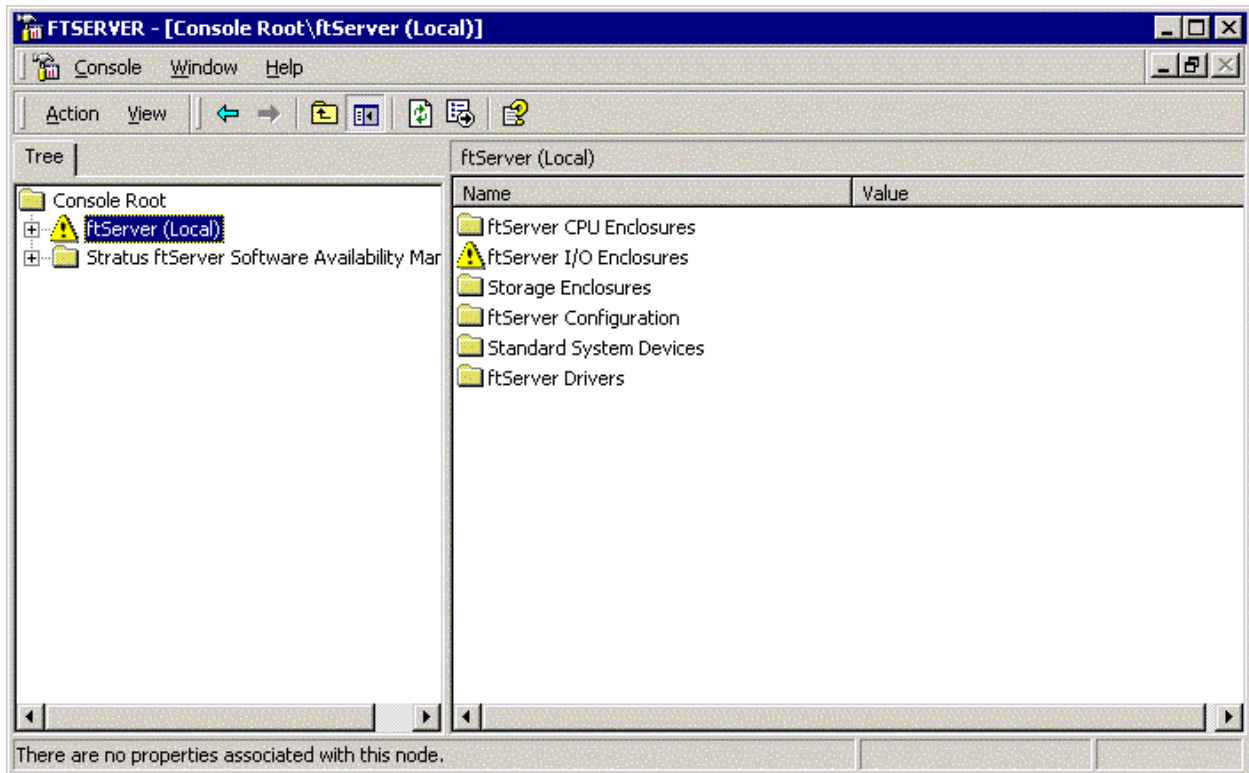 FTSERVER - [Console Root\ftServer (Local)]
Console Window Help
Action View
Tree
ftServer (Local)
Console Root
ftServer (Local)
Stratus ftServer Software Availability Mar
Name Value
ftServer CPU Enclosures
ftServer I/O Enclosures
Storage Enclosures
ftServer Configuration
Standard System Devices
ftServer Drivers
There are no properties associated with this node.